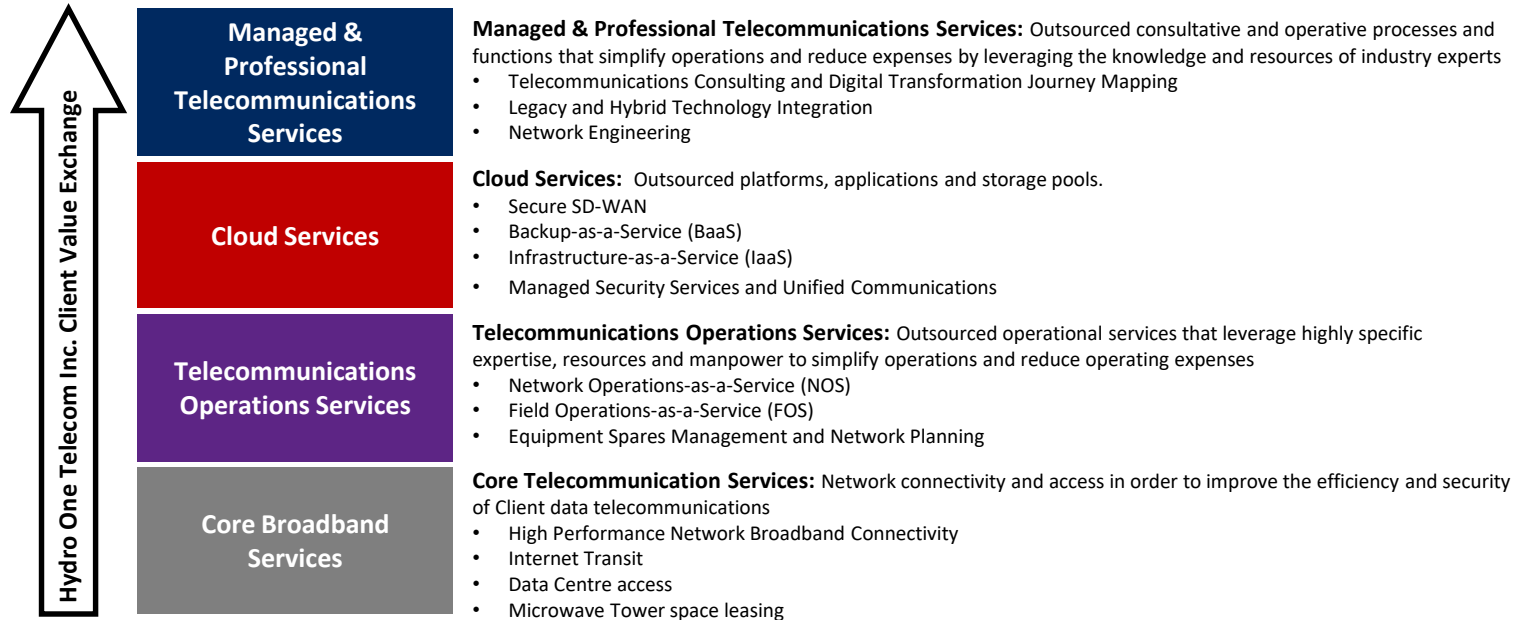 Hydro One Telecom Inc. Client Value Exchange
Managed &
Professional
Telecommunications
Services
Managed & Professional Telecommunications Services: Outsourced consultative and operative processes and
functions that simplify operations and reduce expenses by leveraging the knowledge and resources of industry experts
• Telecommunications Consulting and Digital Transformation Journey Mapping
• Legacy and Hybrid Technology Integration
• Network Engineering
Cloud Services
Cloud Services: Outsourced platforms, applications and storage pools.
• Secure SD-WAN
• Backup-as-a-Service (BaaS)
• Infrastructure-as-a-Service (IaaS)
• Managed Security Services and Unified Communications
Telecommunications
Operations Services
Telecommunications Operations Services: Outsourced operational services that leverage highly specific
expertise, resources and manpower to simplify operations and reduce operating expenses
• Network Operations-as-a-Service (NOS)
• Field Operations-as-a-Service (FOS)
• Equipment Spares Management and Network Planning
Core Broadband
Services
Core Telecommunication Services: Network connectivity and access in order to improve the efficiency and security
of Client data telecommunications
• High Performance Network Broadband Connectivity
• Internet Transit
• Data Centre access
• Microwave Tower space leasing